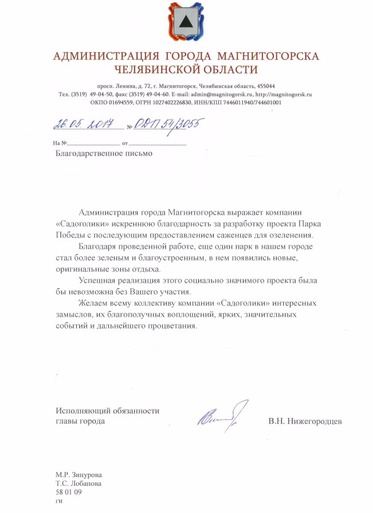 АДМИНИСТРАЦИЯ ГОРОДА МАГНИТОГОРСКА
ЧЕЛЯБИНСКОЙ ОБЛАСТИ
просп. Ленина, д. 72, г. Магнитогорск, Челябинская область, 455044
Тел. (3519) 49-04-50, факс (3519) 49-04-60. E-mail: admin@magnitogorsk.ru, http://magnitogorsk.ru
ОКПО 01694559, ОГРН 1027402226830, ИНН/КПП 7446011940/744601001
26.05.2017 № ОДП 54/3055
На № от
Благодарственное письмо
Администрация города Магнитогорска выражает компании
«Садоголики» искреннюю благодарность за разработку проекта Парка
Победы с последующим предоставлением саженцев для озеленения.
Благодаря проведенной работе, еще один парк в нашем городе
стал более зеленым и благоустроенным, в нем появились новые,
оригинальные зоны отдыха.
Успешная реализация этого социально значимого проекта была
бы невозможна без Вашего участия.
Желаем всему коллективу компании «Садоголики» интересных
замыслов, их благополучных воплощений, ярких, значительных
событий и дальнейшего процветания.
Исполняющий обязанности
главы города В.Н. Нижегородцев
М.Р. Зинурова
Т.С. Лобанова
58 01 09
ги